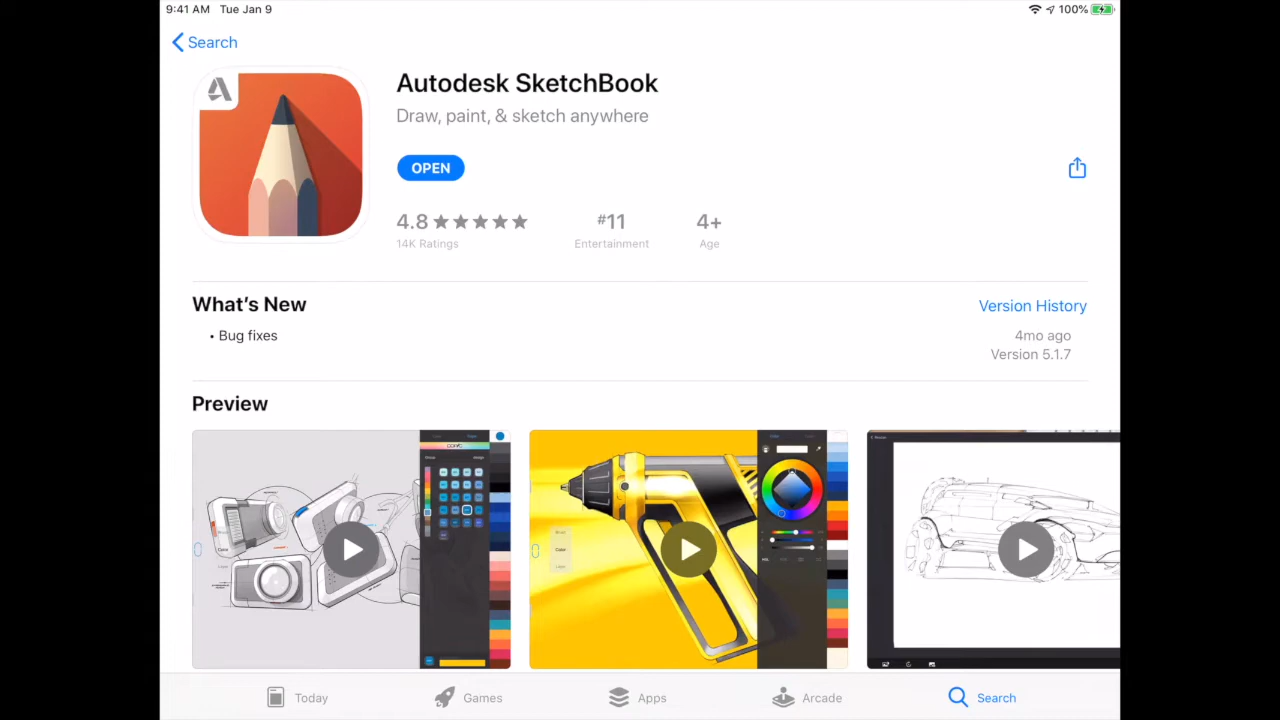 9:41 AM Tue Jan 9
100%
Search
Autodesk SketchBook
Draw, paint, & sketch anywhere
OPEN
4.8 #11 4+
14K Ratings Entertainment Age
What's New Version History
• Bug fixes 4mo ago
Version 5.1.7
Preview
Color
Color
Today Games Apps Arcade Search